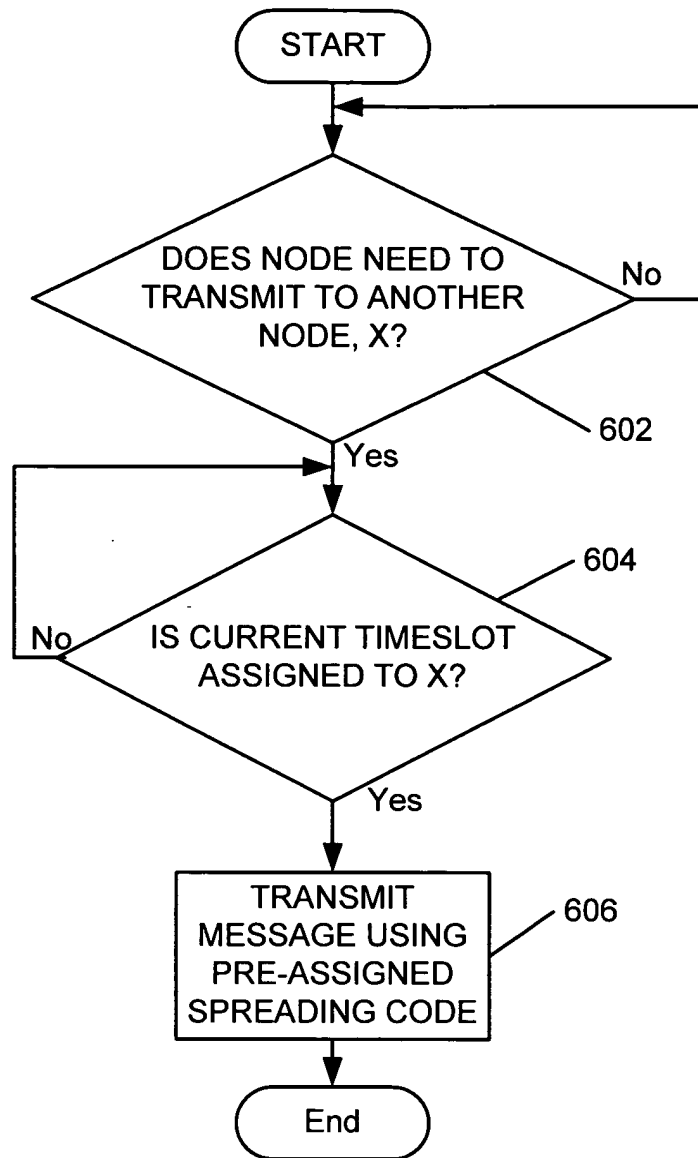 START
DOES NODE NEED TO
TRANSMIT TO ANOTHER
NODE, X?
No
602
Yes
604
No
IS CURRENT TIMESLOT
ASSIGNED TO X?
Yes
TRANSMIT
MESSAGE USING
PRE-ASSIGNED
SPREADING CODE
606
End